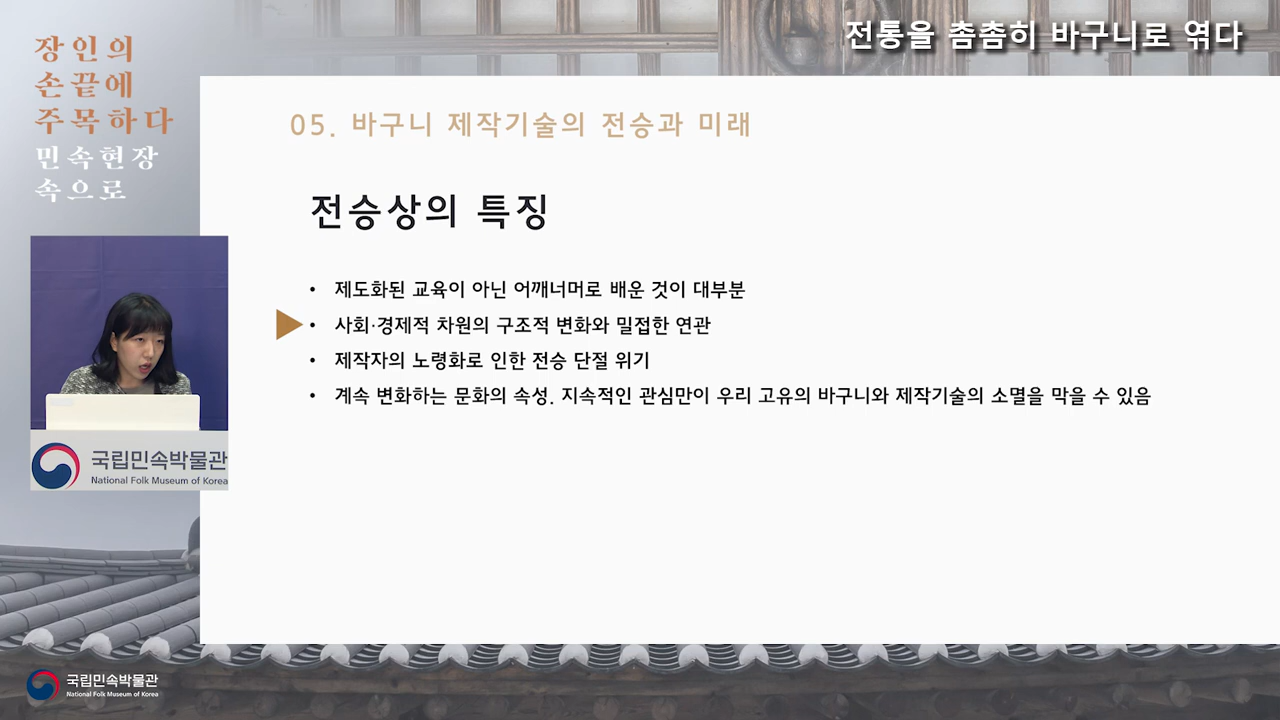 전통을 촘촘히 바구니로 엮다
장인의
손끝에
주목하다
민속현장
속으로
05. 바구니 제작기술의 전승과 미래
전승상의 특징
• 제도화된 교육이 아닌 어깨너머로 배운 것이 대부분
• 사회·경제적 차원의 구조적 변화와 밀접한 연관
• 제작자의 노령화로 인한 전승 단절 위기
• 계속 변화하는 문화의 속성. 지속적인 관심만이 우리 고유의 바구니와 제작기술의 소멸을 막을 수 있음
국립민속박물관
National Folk Museum of Korea
국립민속박물관
National Folk Museum of Korea